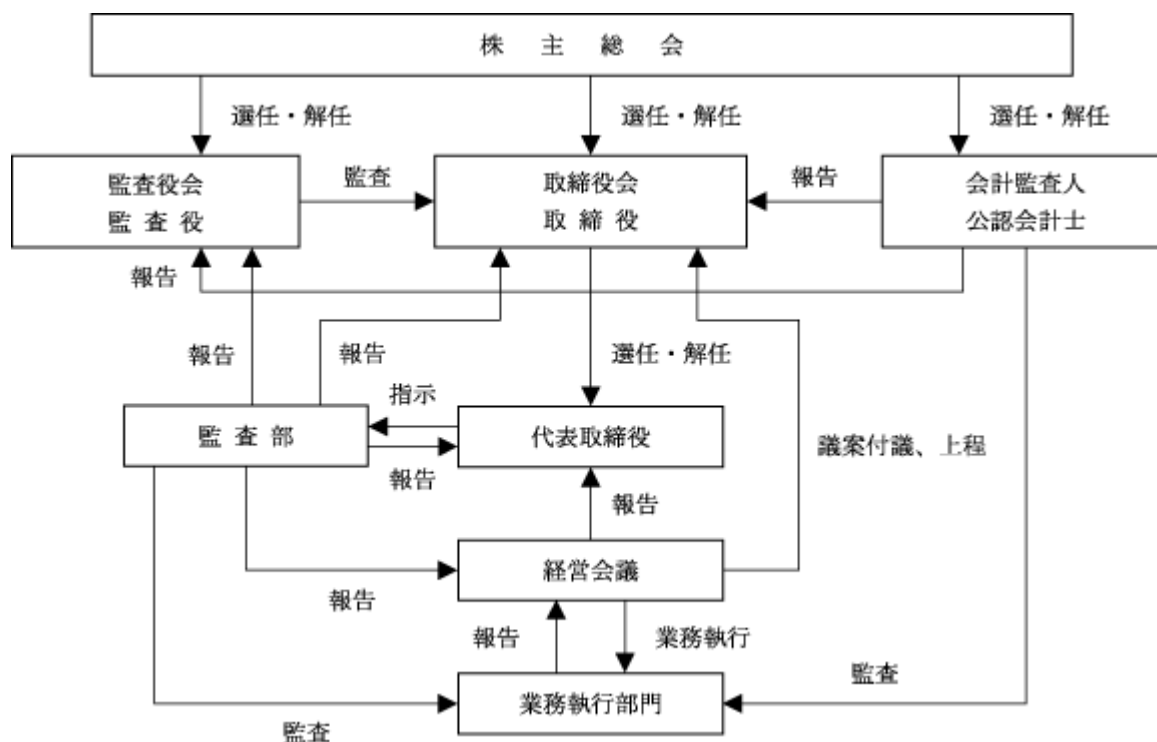 株主総会
選任・解任
選任・解任
選任・解任
監査役会
監査役
監査
取締役会
取締役
報告
会計監査人
公認会計士
報告
報告
報告
選任・解任
指示
監査部
代表取締役
議案付議、上程
報告
報告
経営会議
報告
報告
業務執行
監査
業務執行部門
監査